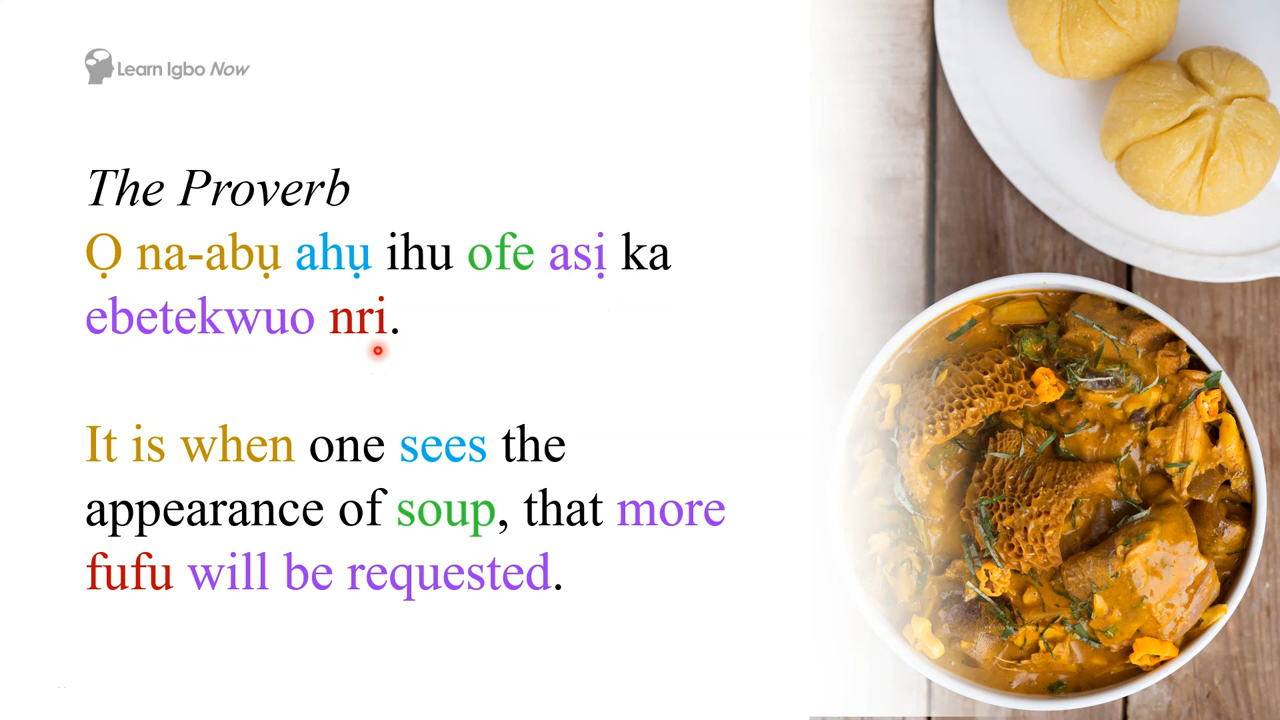 Learn Igbo Now
The Proverb
Ọ na-abụ ahụ ihu ofe asị ka
ebetekwuo nri.
It is when one sees the
appearance of soup, that more
fufu will be requested.